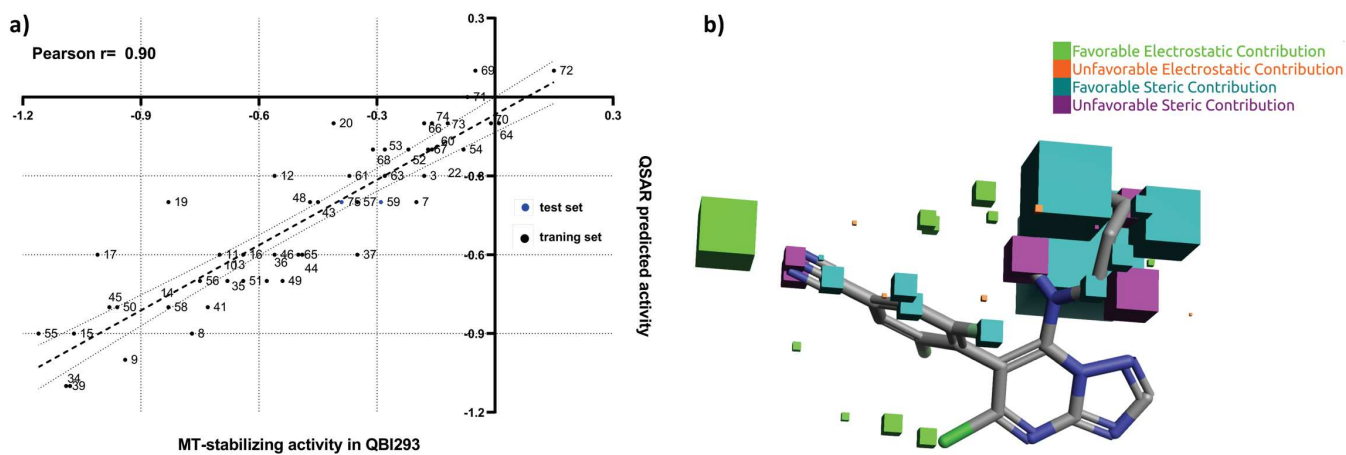 a)
Pearson r= 0.90
0.3
-1.2 -0.9 -0.6 -0.3 0.3
69 72
71
20 74 73 70
66 64
60
53 67 54
68 52
12 61 63 3 22
19 48 75 57 59 7
43
17 11 16 46 65 37
13 36 44
56 35 51 49
45 14
50 58 41
55 15 8
9
34
39
-0.6
-0.9
-1.2
test set
traning set
QSAR predicted activity
MT-stabilizing activity in QBI293
b)
Favorable Electrostatic Contribution
Unfavorable Electrostatic Contribution
Favorable Steric Contribution
Unfavorable Steric Contribution